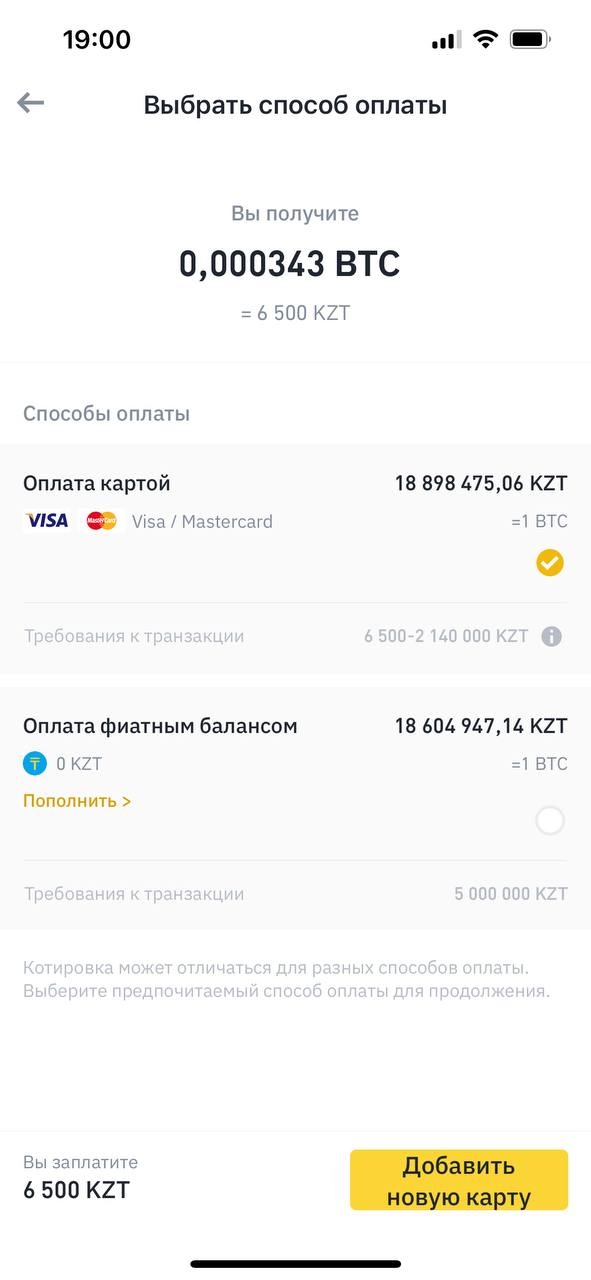 19:00
Выбрать способ оплаты
Вы получите
0,000343 BTC
= 6 500 KZT
Способы оплаты
Оплата картой 18 898 475,06 KZT
VISA MasterCard Visa / Mastercard =1 BTC
Требования к транзакции 6 500-2 140 000 KZT
Оплата фиатным балансом 18 604 947,14 KZT
₸ 0 KZT =1 BTC
Пополнить >
Требования к транзакции 5 000 000 KZT
Котировка может отличаться для разных способов оплаты.
Выберите предпочитаемый способ оплаты для продолжения.
Вы заплатите
6 500 KZT
Добавить
новую карту